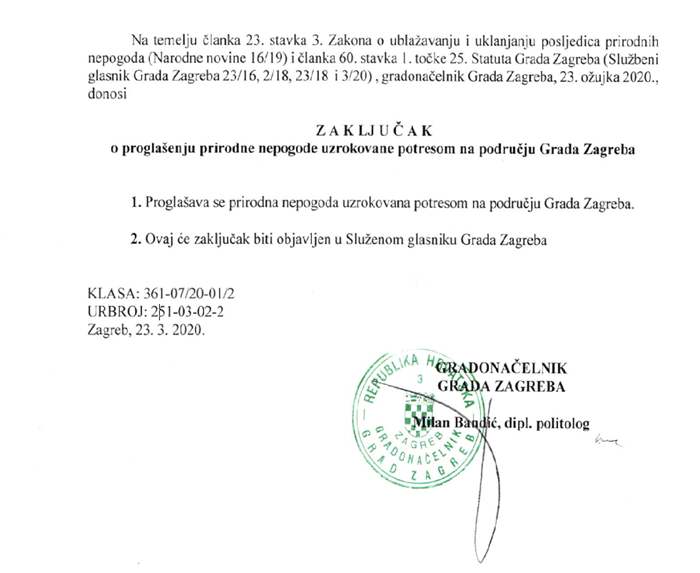 Na temelju članka 23. stavka 3. Zakona o ublažavanju i uklanjanju posljedica prirodnih
nepogoda (Narodne novine 16/19) i članka 60. stavka 1. točke 25. Statuta Grada Zagreba (Službeni
glasnik Grada Zagreba 23/16, 2/18, 23/18 i 3/20) , gradonačelnik Grada Zagreba, 23. ožujka 2020.,
donosi
Z A K L J U Č A K
o proglašenju prirodne nepogode uzrokovane potresom na području Grada Zagreba
1. Proglašava se prirodna nepogoda uzrokovana potresom na području Grada Zagreba.
2. Ovaj će zaključak biti objavljen u Služenom glasniku Grada Zagreba
KLASA: 361-07/20-01/2
URBROJ: 251-03-02-2
Zagreb, 23. 3. 2020.
GRADONAČELNIK
GRADA ZAGREBA
Milan Bandić, dipl. politolog
REPUBLIKA HRVATSKA
3
ZAGREB
GRADONAČELNIK
GRAD ZAGREB